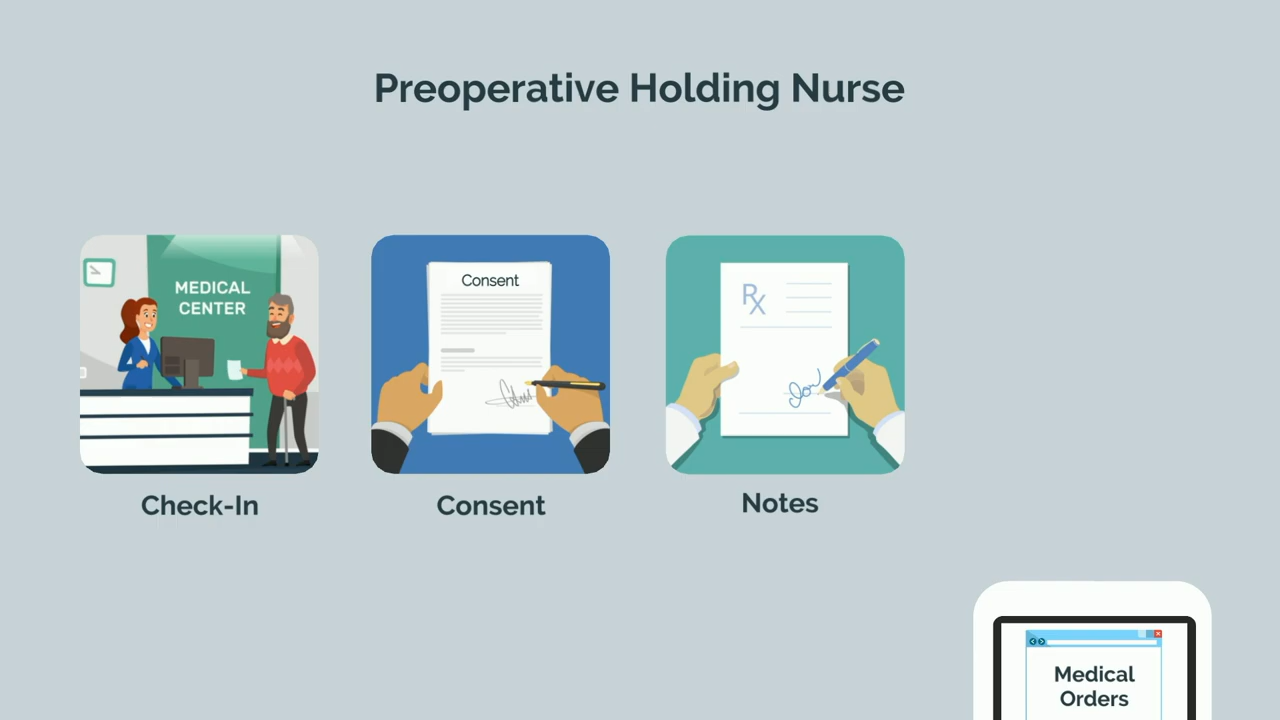 Preoperative Holding Nurse
MEDICAL
CENTER
Consent
Rx
Check-In
Consent
Notes
Medical
Orders